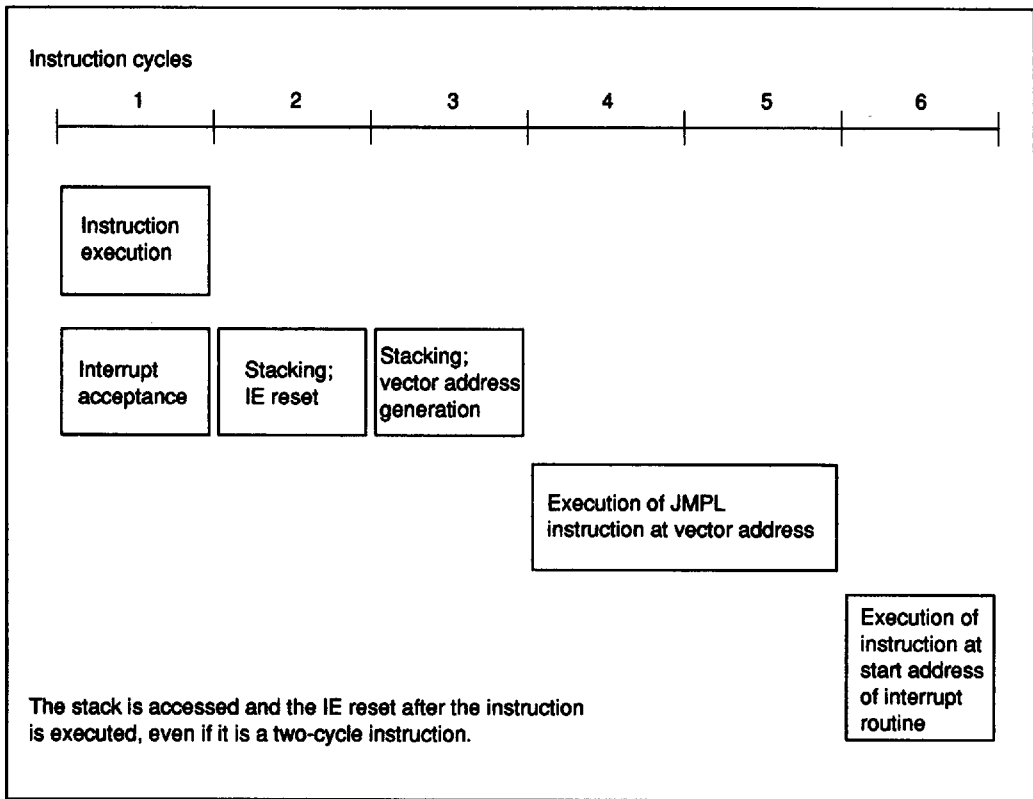 Instruction cycles
1 2 3 4 5 6
Instruction
execution
Interrupt
acceptance
Stacking;
IE reset
Stacking;
vector address
generation
Execution of JMPL
instruction at vector address
Execution of
instruction at
start address
of interrupt
routine
The stack is accessed and the IE reset after the instruction
is executed, even if it is a two-cycle instruction.